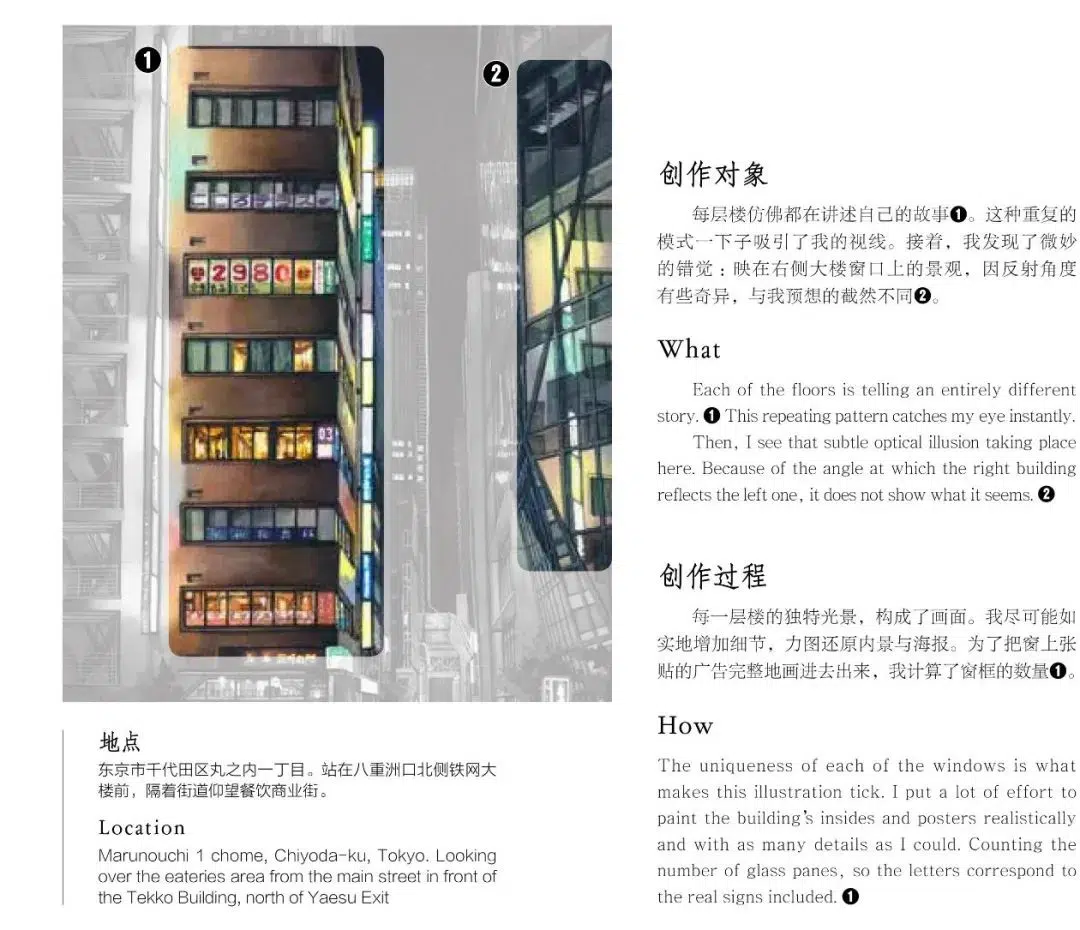 1
2
2980
创作对象
每层楼仿佛都在讲述自己的故事❶。这种重复的
模式一下子吸引了我的视线。接着，我发现了微妙
的错觉：映在右侧大楼窗口上的景观，因反射角度
有些奇异，与我预想的截然不同❷。
What
Each of the floors is telling an entirely different
story. ❶ This repeating pattern catches my eye instantly.
Then, I see that subtle optical illusion taking place
here. Because of the angle at which the right building
reflects the left one, it does not show what it seems. ❷
创作过程
每一层楼的独特光景，构成了画面。我尽可能如
实地增加细节，力图还原内景与海报。为了把窗上张
贴的广告完整地画进去出来，我计算了窗框的数量❶。
How
The uniqueness of each of the windows is what
makes this illustration tick. I put a lot of effort to
paint the building's insides and posters realistically
and with as many details as I could. Counting the
number of glass panes, so the letters correspond to
the real signs included. ❶
地点
东京市千代田区丸之内一丁目。站在八重洲口北侧铁网大
楼前，隔着街道仰望餐饮商业街。
Location
Marunouchi 1 chome, Chiyoda-ku, Tokyo. Looking
over the eateries area from the main street in front of
the Tekko Building, north of Yaesu Exit